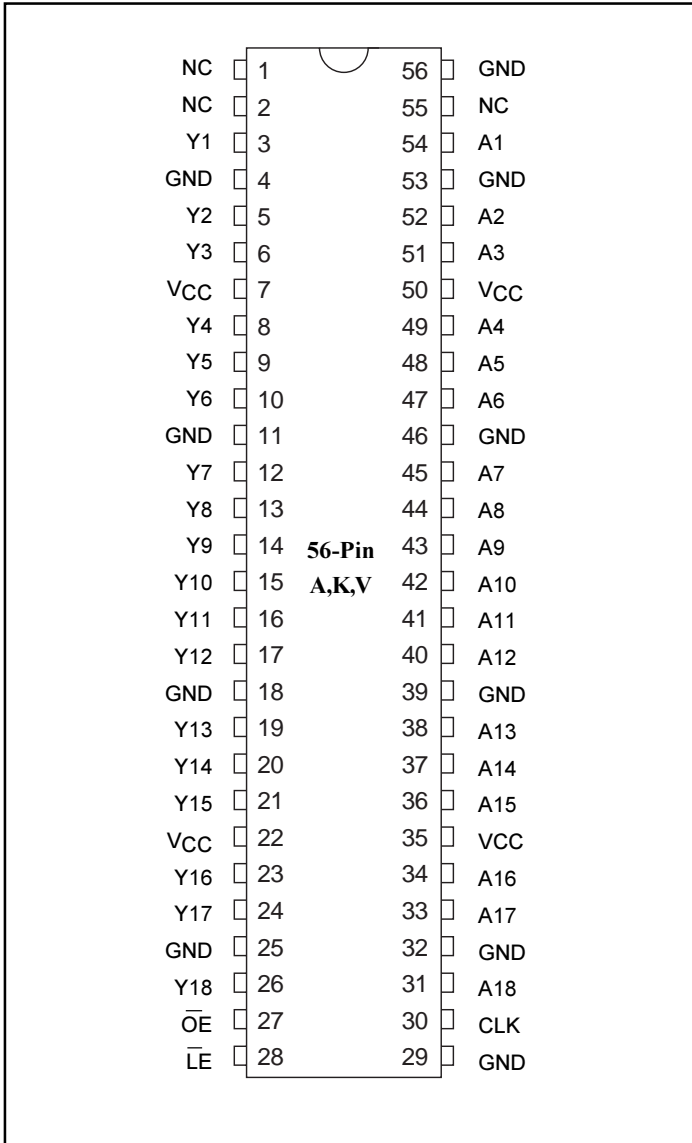 NC 1 56 GND
NC 2 55 NC
Y1 3 54 A1
GND 4 53 GND
Y2 5 52 A2
Y3 6 51 A3
VCC 7 50 VCC
Y4 8 49 A4
Y5 9 48 A5
Y6 10 47 A6
GND 11 46 GND
Y7 12 45 A7
Y8 13 44 A8
Y9 14 56-Pin 43 A9
Y10 15 A,K,V 42 A10
Y11 16 41 A11
Y12 17 40 A12
GND 18 39 GND
Y13 19 38 A13
Y14 20 37 A14
Y15 21 36 A15
VCC 22 35 VCC
Y16 23 34 A16
Y17 24 33 A17
GND 25 32 GND
Y18 26 31 A18
O̅E̅ 27 30 CLK
L̅E̅ 28 29 GND